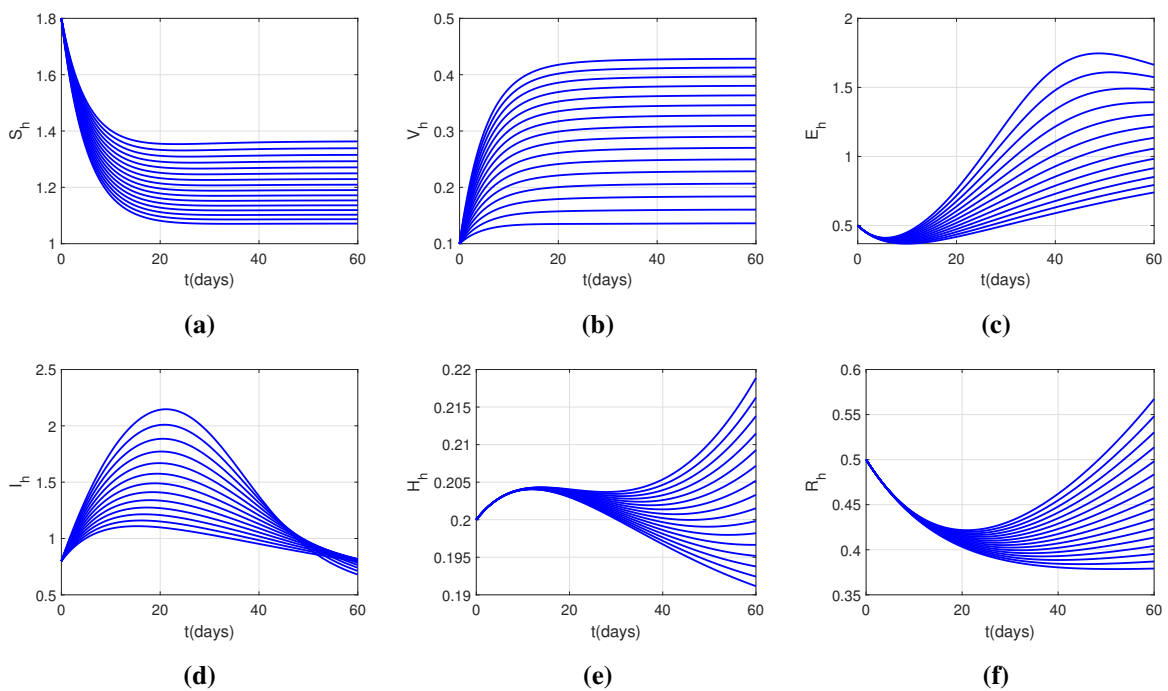 1.8
1.6
1.4
1.2
1
S_h
0 20 40 60
t(days)
(a)
0.5
0.4
0.3
0.2
0.1
V_h
0 20 40 60
t(days)
(b)
2
1.5
1
0.5
E_h
0 20 40 60
t(days)
(c)
2.5
2
1.5
1
0.5
I_h
0 20 40 60
t(days)
(d)
0.22
0.215
0.21
0.205
0.2
0.195
0.19
H_h
0 20 40 60
t(days)
(e)
0.6
0.55
0.5
0.45
0.4
0.35
R_h
0 20 40 60
t(days)
(f)